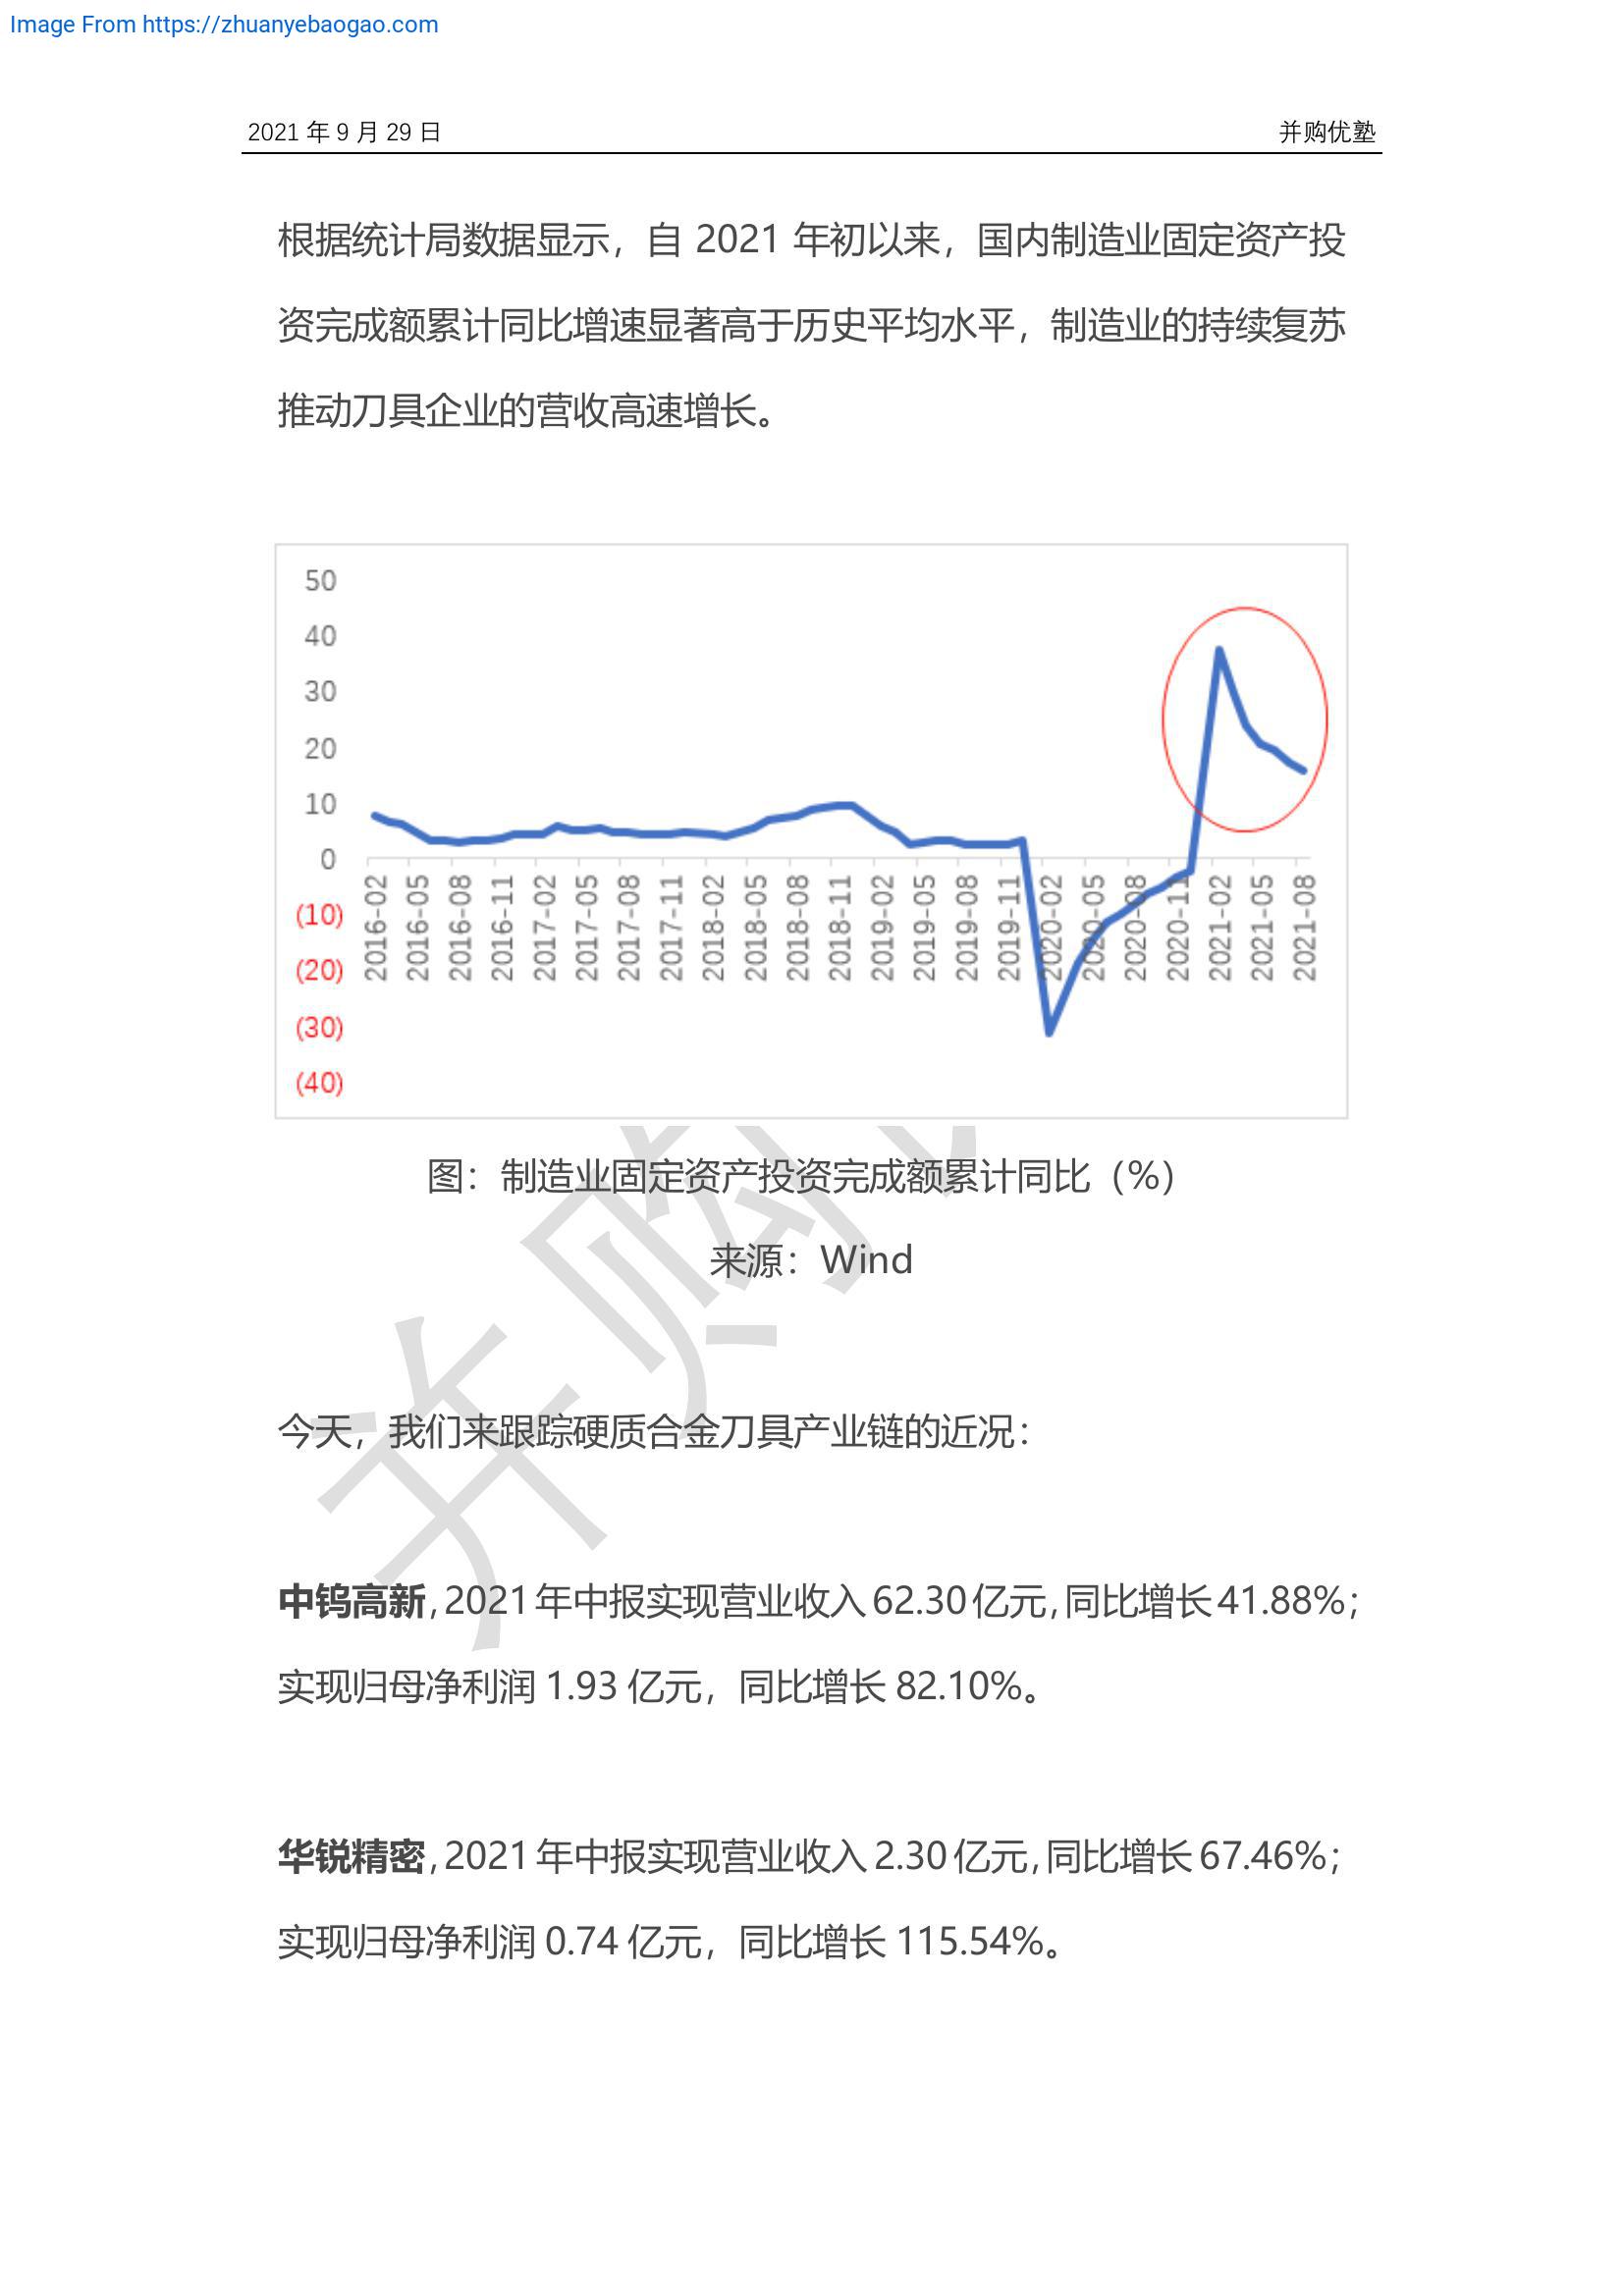 Image From https://zhuanyebaogao.com
2021 年 9 月 29 日
并购优塾
根据统计局数据显示，自 2021 年初以来，国内制造业固定资产投
资完成额累计同比增速显著高于历史平均水平，制造业的持续复苏
推动刀具企业的营收高速增长。
50
40
30
20
10
0
(10)
(20)
(30)
(40)
2016-02
2016-05
2016-08
2016-11
2017-02
2017-05
2017-08
2017-11
2018-02
2018-05
2018-08
2018-11
2019-02
2019-05
2019-08
2019-11
2020-02
2020-05
2020-08
2020-11
2021-02
2021-05
2021-08
图：制造业固定资产投资完成额累计同比（%）
来源：Wind
并购
今天，我们来跟踪硬质合金刀具产业链的近况：
中钨高新，2021 年中报实现营业收入 62.30 亿元，同比增长 41.88%；
实现归母净利润 1.93 亿元，同比增长 82.10%。
华锐精密，2021 年中报实现营业收入 2.30 亿元，同比增长 67.46%；
实现归母净利润 0.74 亿元，同比增长 115.54%。